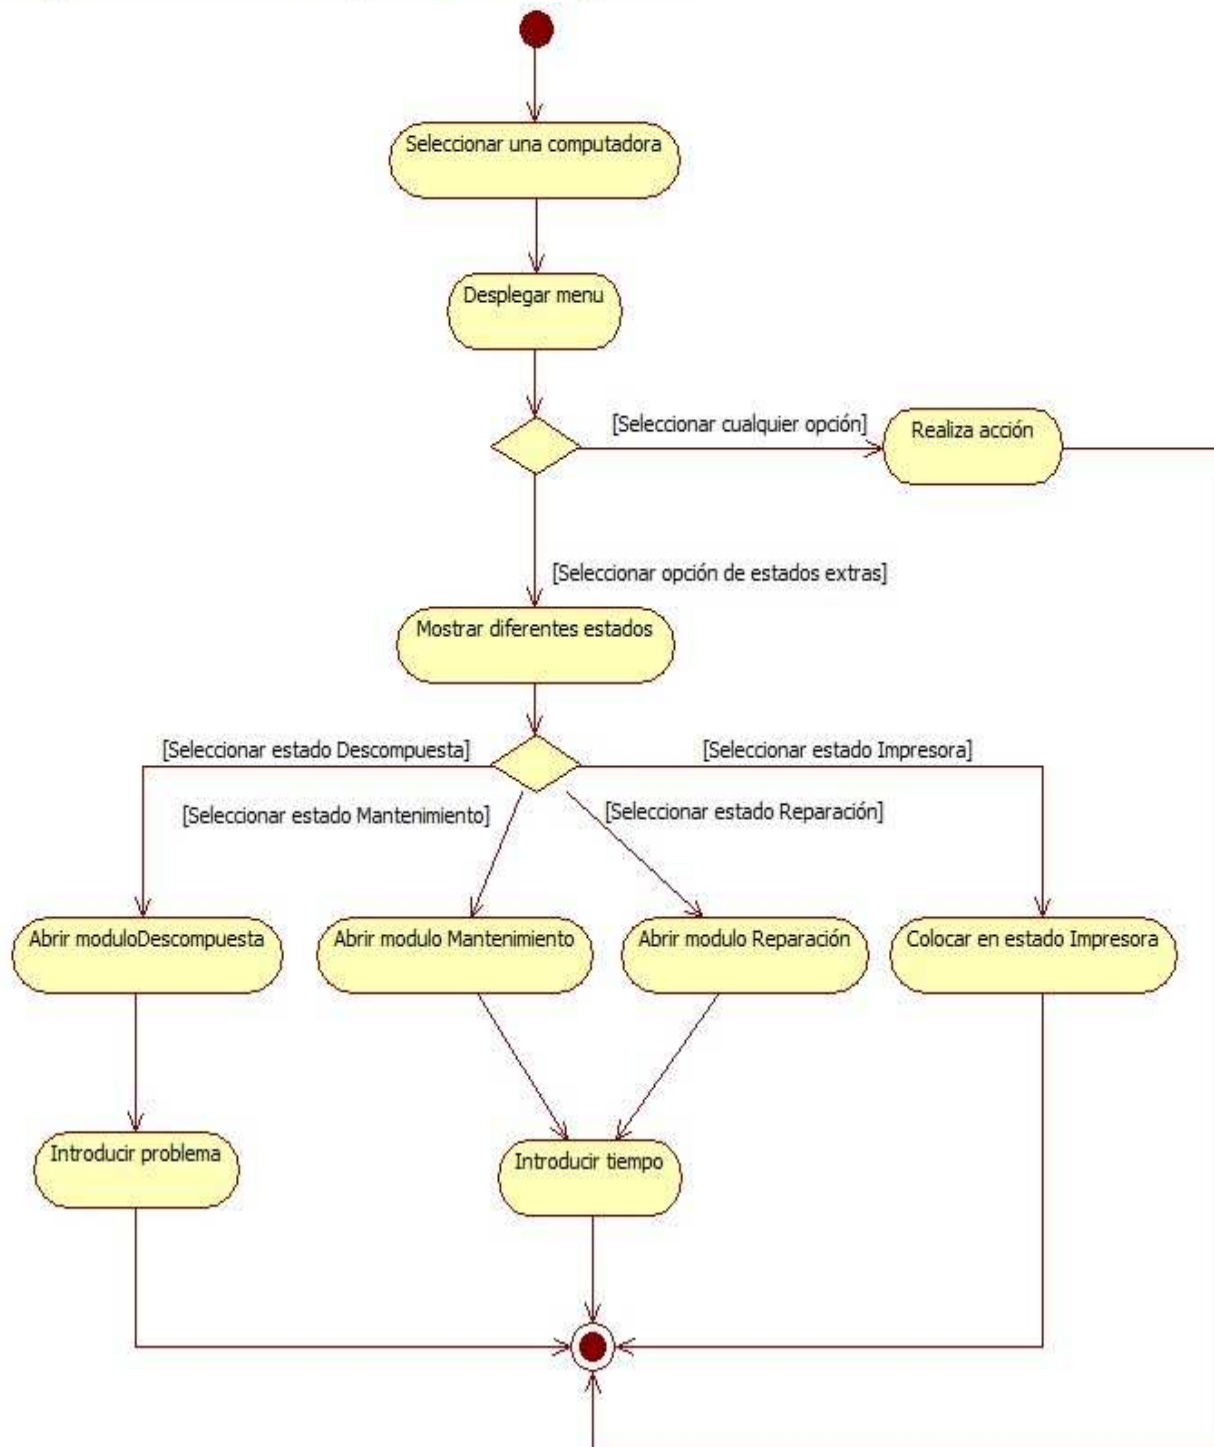 Seleccionar una computadora
Desplegar menu
[Seleccionar cualquier opción]
Realiza acción
[Seleccionar opción de estados extras]
Mostrar diferentes estados
[Seleccionar estado Descompuesta]
[Seleccionar estado Impresora]
[Seleccionar estado Mantenimiento]
[Seleccionar estado Reparación]
Abrir moduloDescompuesta
Abrir modulo Mantenimiento
Abrir modulo Reparación
Colocar en estado Impresora
Introducir problema
Introducir tiempo